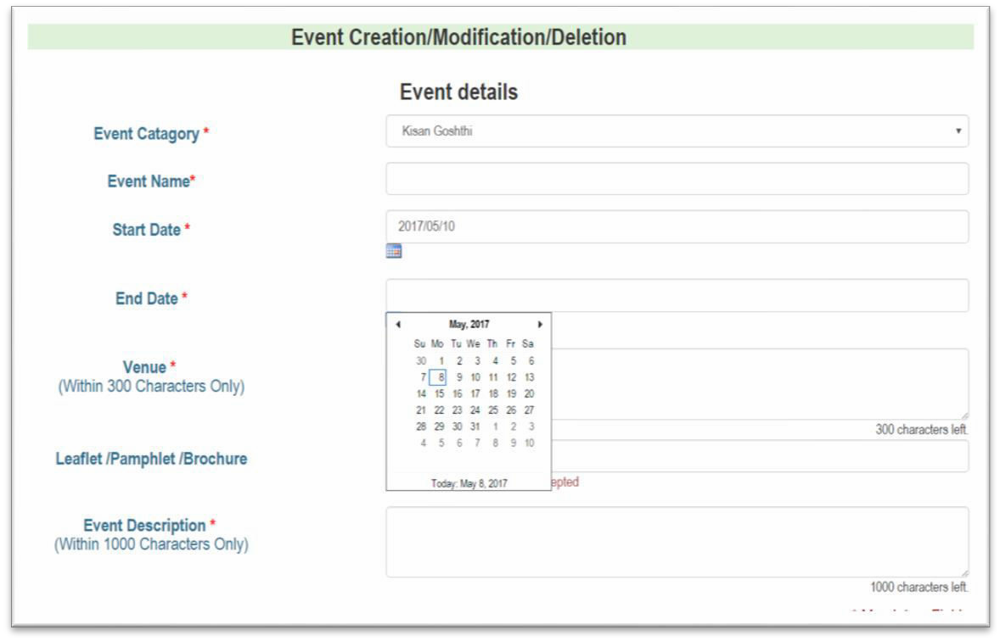 Event Creation/Modification/Deletion
Event details
Event Catagory *
Kisan Goshthi
Event Name*
Start Date *
2017/05/10
End Date *
May, 2017
Su Mo Tu We Th Fr Sa
30 1 2 3 4 5 6
7 8 9 10 11 12 13
14 15 16 17 18 19 20
21 22 23 24 25 26 27
28 29 30 31 1 2 3
4 5 6 7 8 9 10
Today: May 8, 2017
Venue *
(Within 300 Characters Only)
300 characters left.
Leaflet /Pamphlet /Brochure
epted
Event Description *
(Within 1000 Characters Only)
1000 characters left.